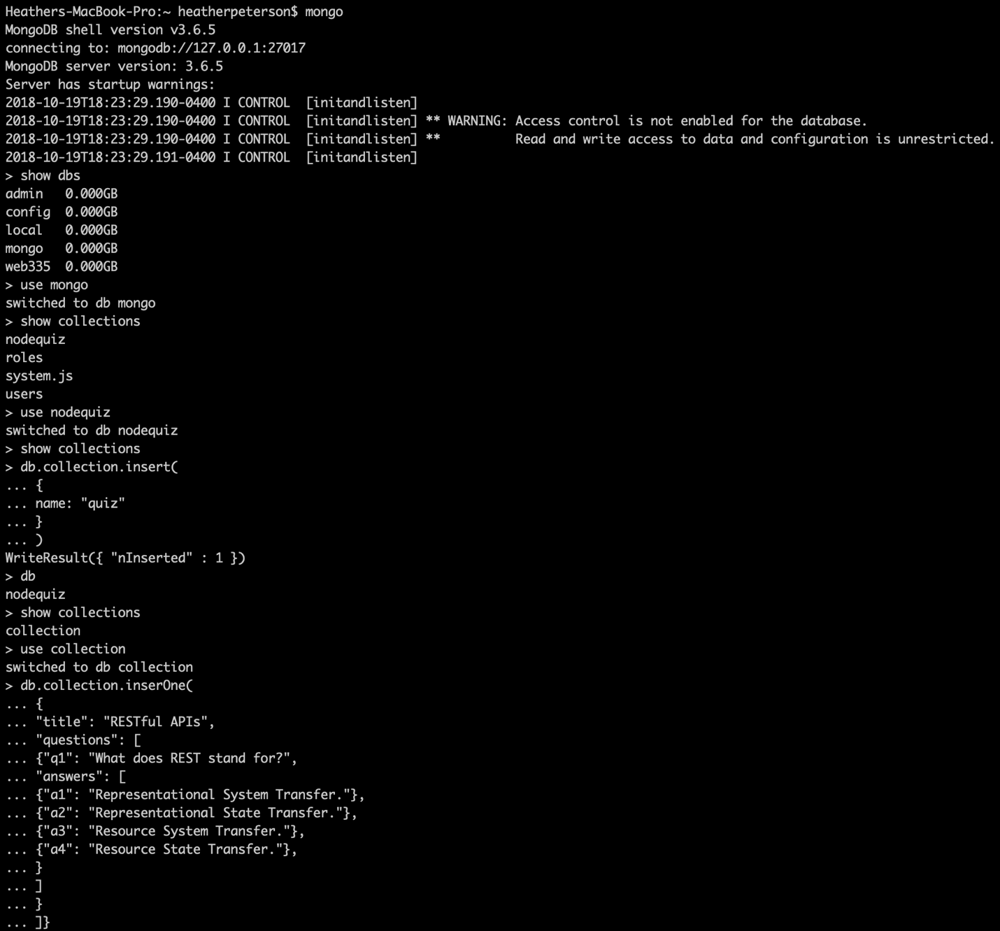 Heathers-MacBook-Pro:~ heatherpeterson$ mongo
MongoDB shell version v3.6.5
connecting to: mongodb://127.0.0.1:27017
MongoDB server version: 3.6.5
Server has startup warnings:
2018-10-19T18:23:29.190-0400 I CONTROL  [initandlisten]
2018-10-19T18:23:29.190-0400 I CONTROL  [initandlisten] ** WARNING: Access control is not enabled for the database.
2018-10-19T18:23:29.190-0400 I CONTROL  [initandlisten] **          Read and write access to data and configuration is unrestricted.
2018-10-19T18:23:29.191-0400 I CONTROL  [initandlisten]
> show dbs
admin   0.000GB
config  0.000GB
local   0.000GB
mongo   0.000GB
web335  0.000GB
> use mongo
switched to db mongo
> show collections
nodequiz
roles
system.js
users
> use nodequiz
switched to db nodequiz
> show collections
> db.collection.insert(
... {
... name: "quiz"
... }
... )
WriteResult({ "nInserted" : 1 })
> db
nodequiz
> show collections
collection
> use collection
switched to db collection
> db.collection.inserOne(
... {
... "title": "RESTful APIs",
... "questions": [
... {"q1": "What does REST stand for?",
... "answers": [
... {"a1": "Representational System Transfer."},
... {"a2": "Representational State Transfer."},
... {"a3": "Resource System Transfer."},
... {"a4": "Resource State Transfer."},
... }
... ]
... }
... ]}